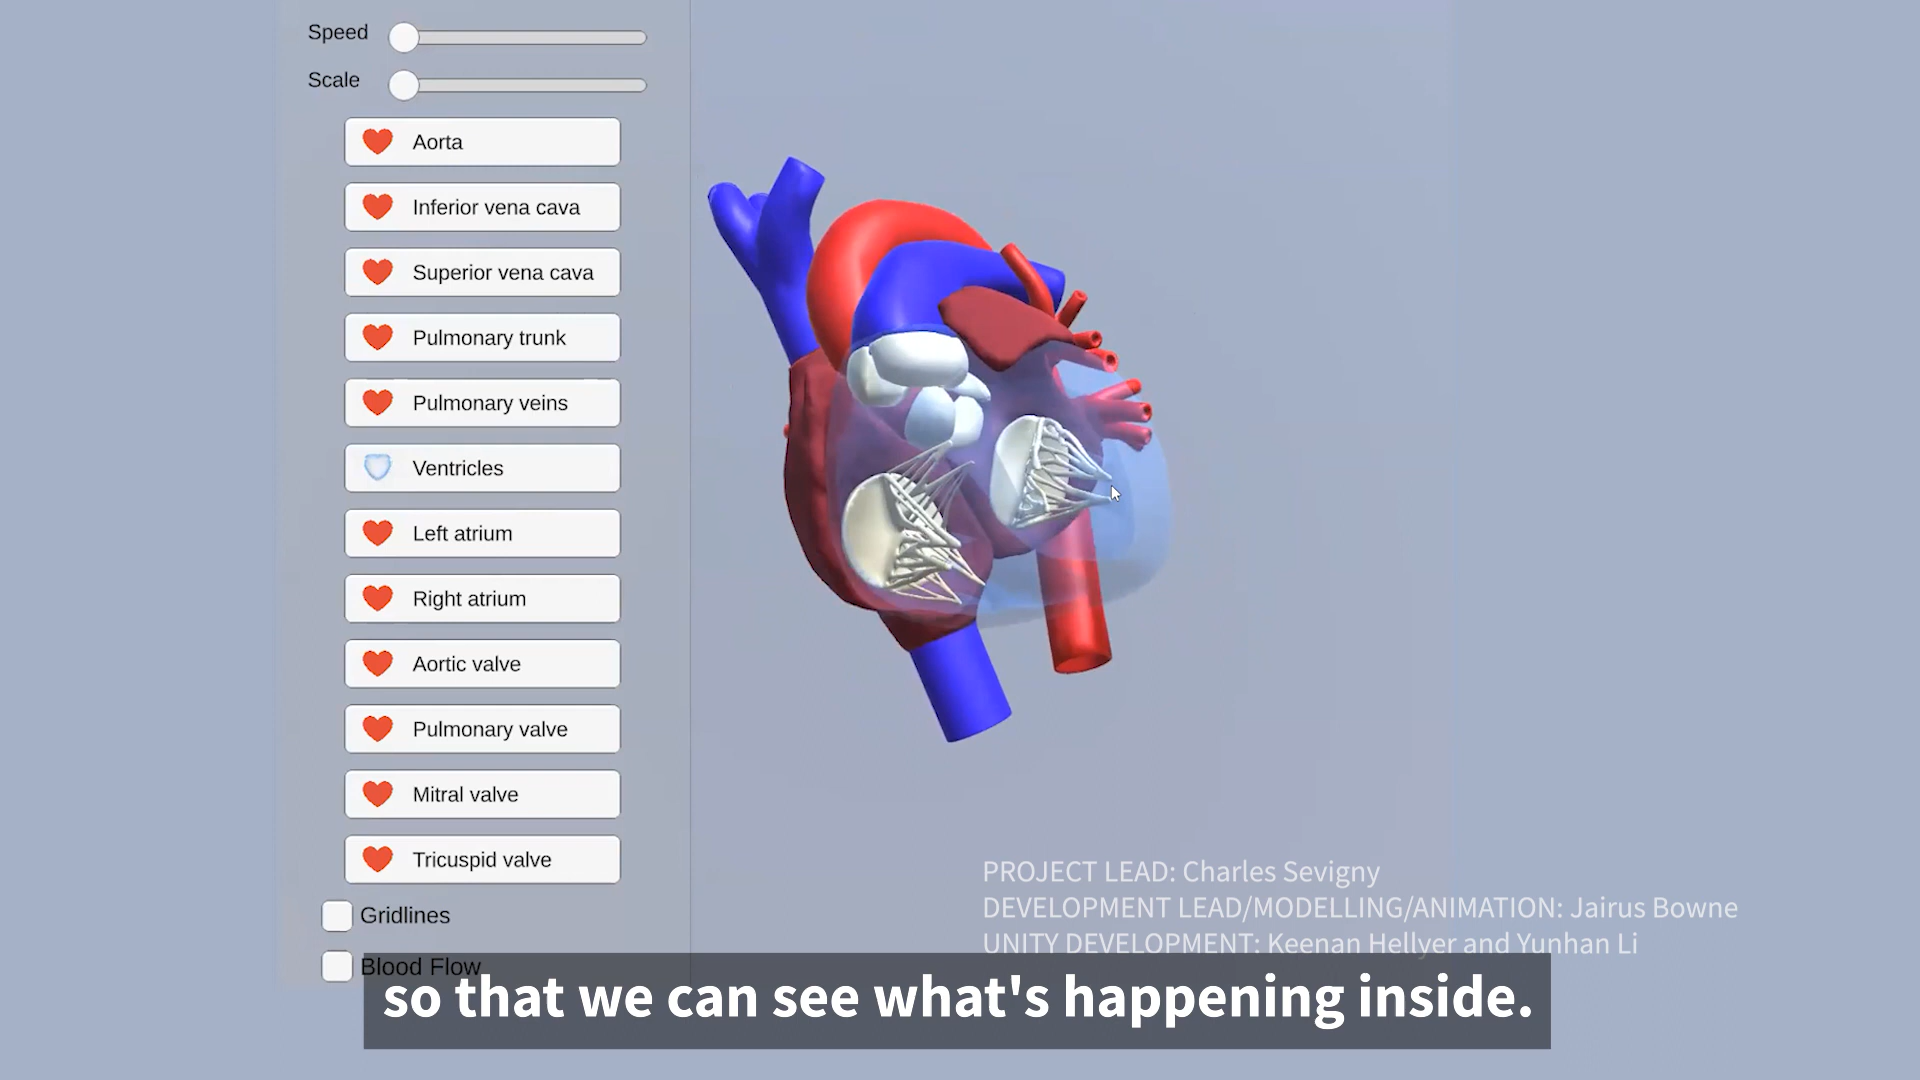 Speed
Scale
Aorta
Inferior vena cava
Superior vena cava
Pulmonary trunk
Pulmonary veins
Ventricles
Left atrium
Right atrium
Aortic valve
Pulmonary valve
Mitral valve
Tricuspid valve
Gridlines
Blood Flow
PROJECT LEAD: Charles Sevigny
DEVELOPMENT LEAD/MODELLING/ANIMATION: Jairus Bowne
UNITY DEVELOPMENT: Keenan Hellyer and Yunhan Li
so that we can see what's happening inside.